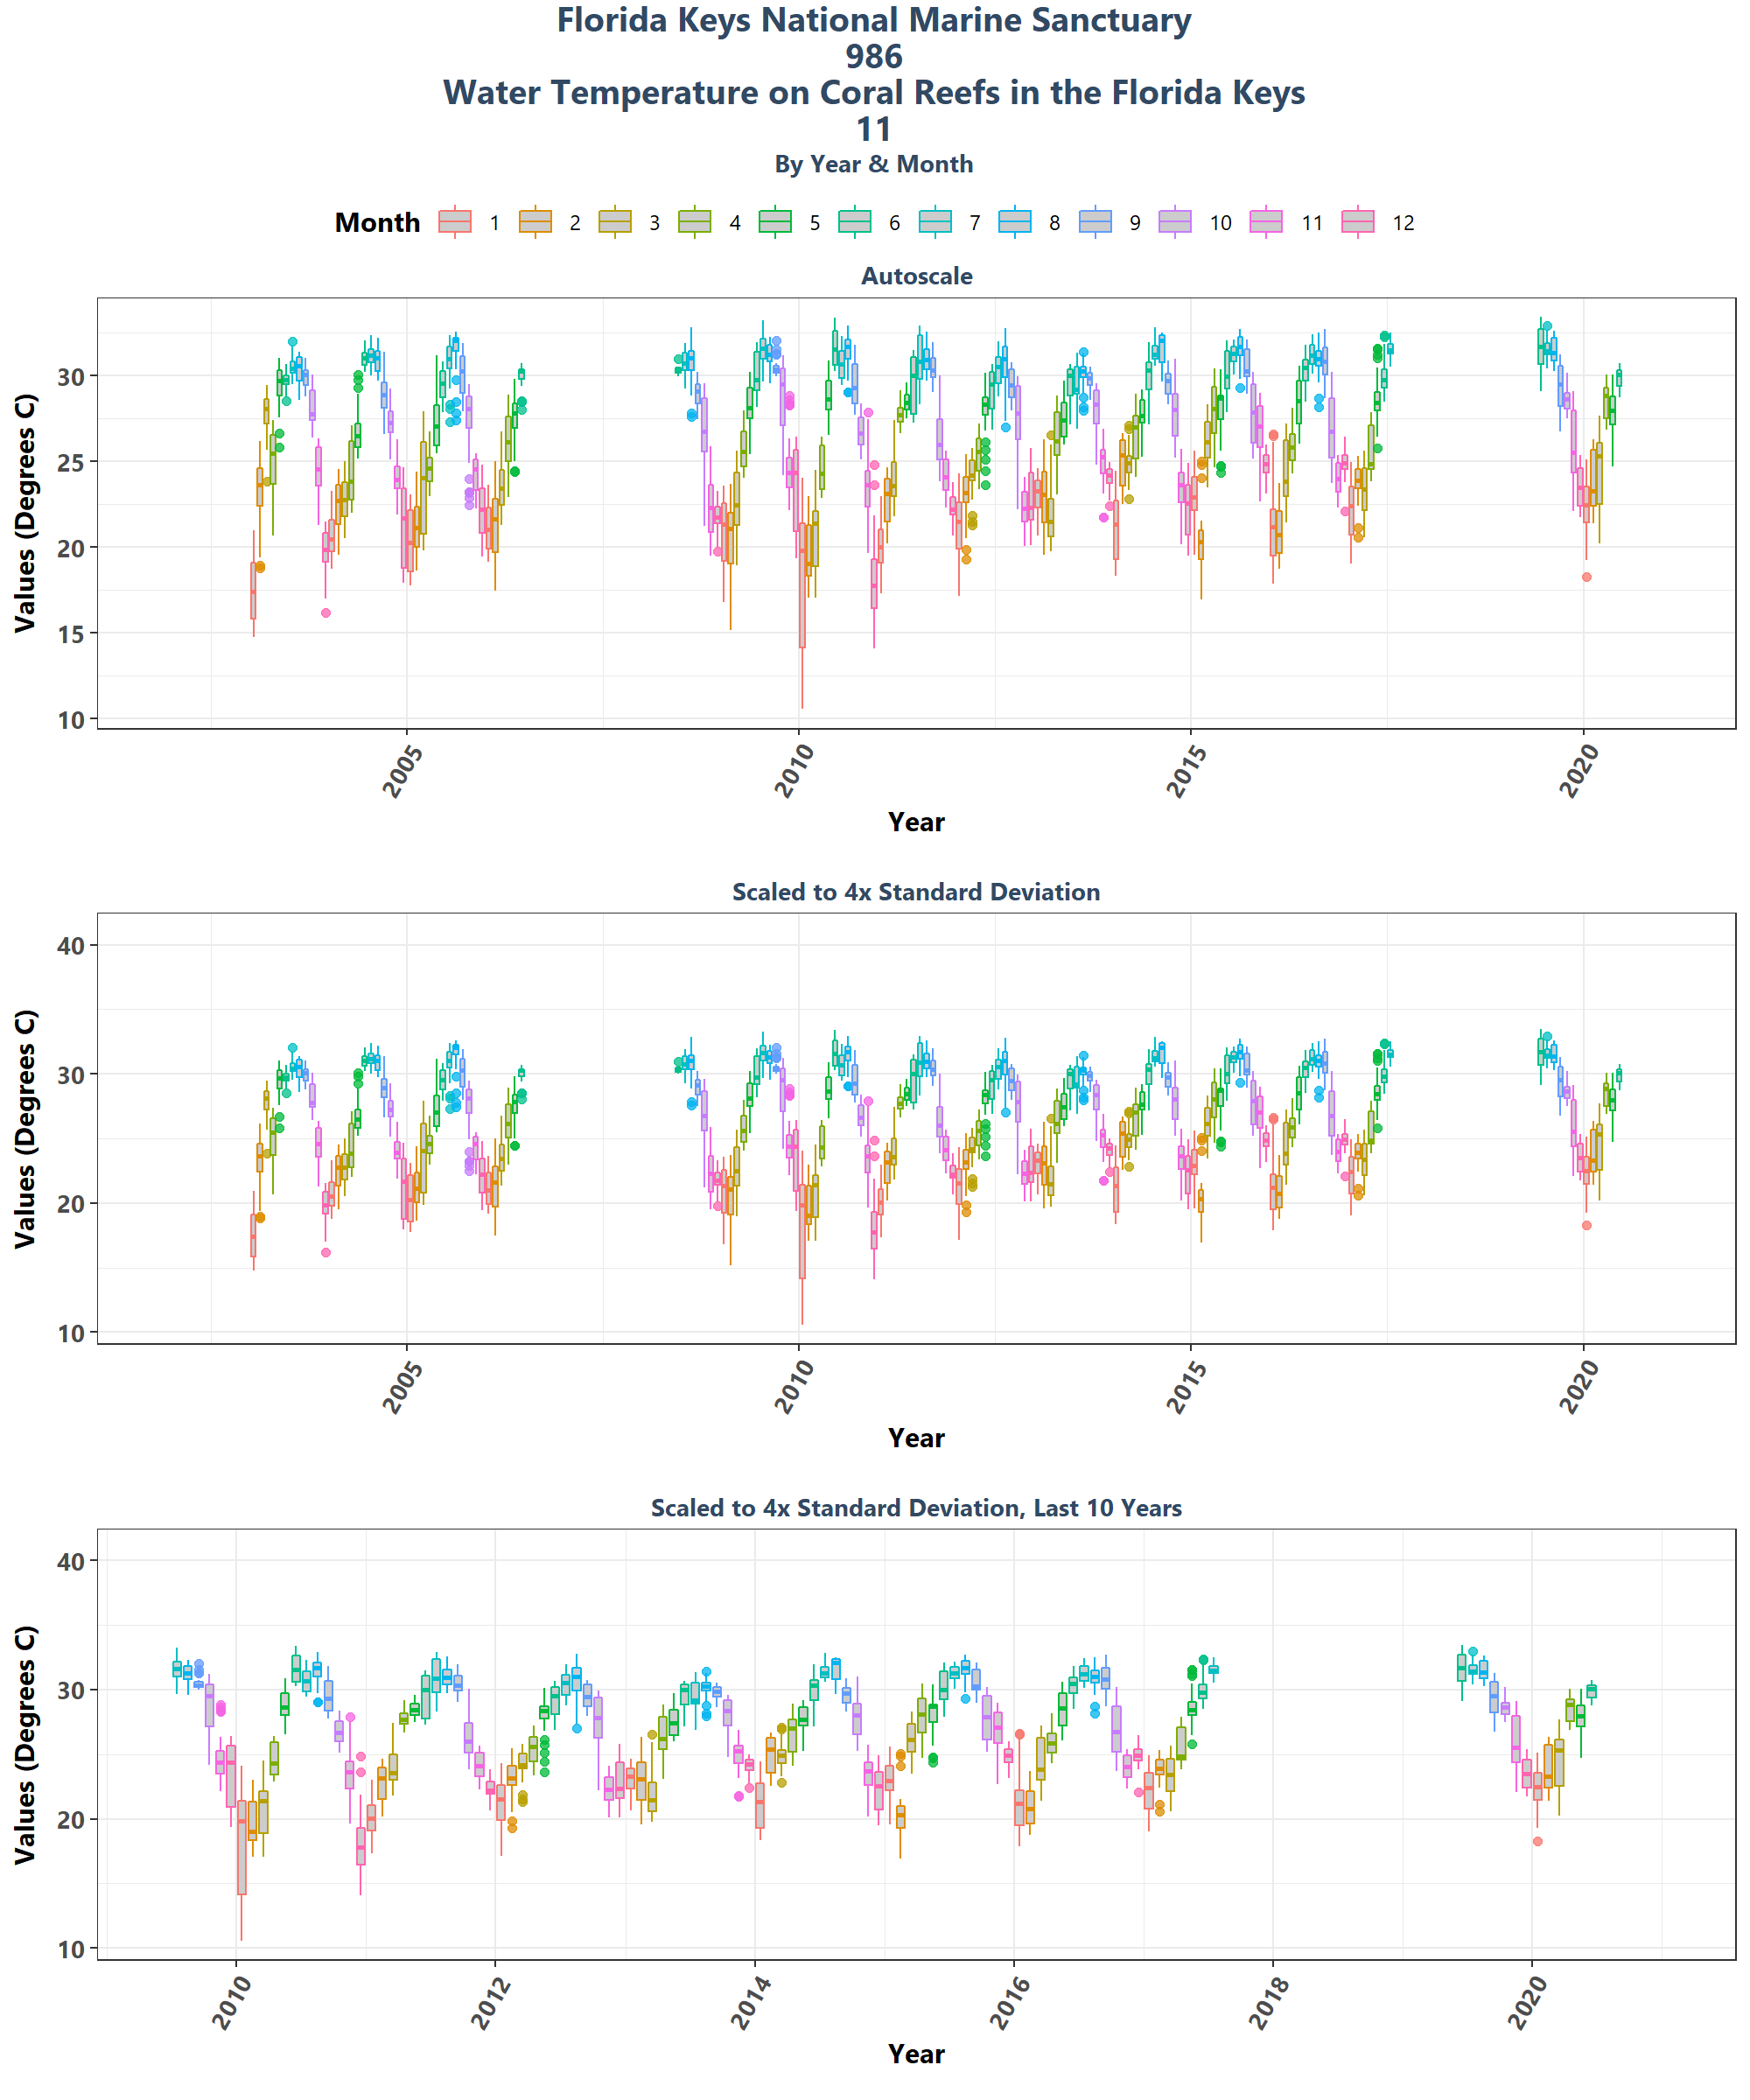 Florida Keys National Marine Sanctuary
986
Water Temperature on Coral Reefs in the Florida Keys
11
By Year & Month
Month 1 2 3 4 5 6 7 8 9 10 11 12
Autoscale
Values (Degrees C)
30
25
20
15
10
2005 2010 2015 2020
Year
Scaled to 4x Standard Deviation
Values (Degrees C)
40
30
20
10
2005 2010 2015 2020
Year
Scaled to 4x Standard Deviation, Last 10 Years
Values (Degrees C)
40
30
20
10
2010 2012 2014 2016 2018 2020
Year